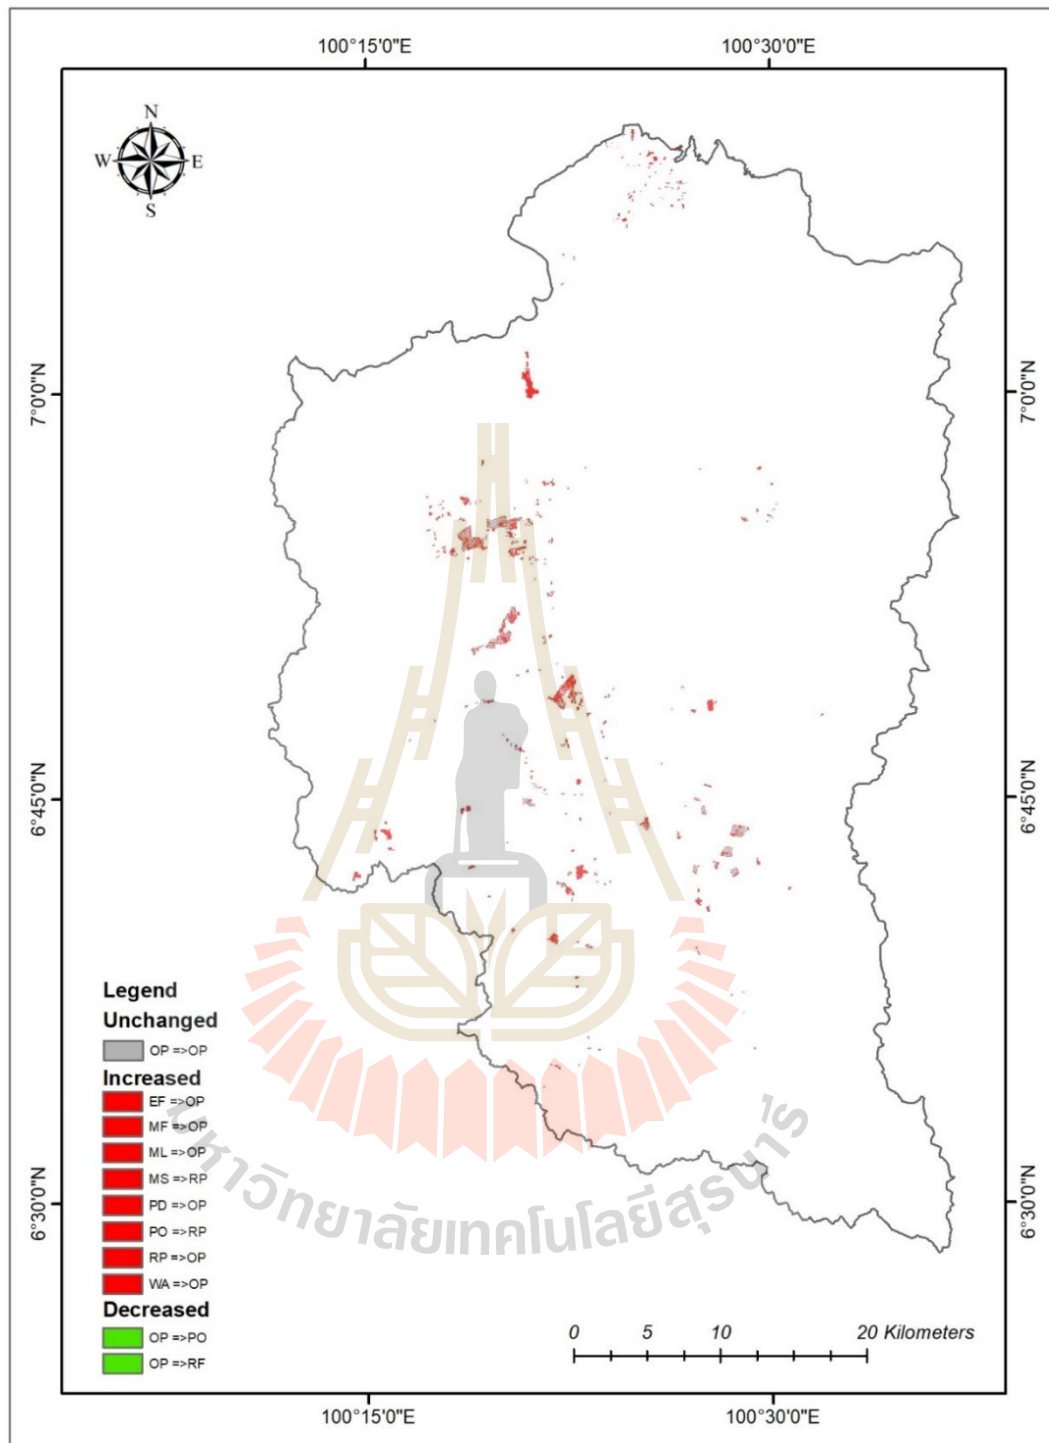 100°15'0"E 100°30'0"E
N
W E
S
7°0'0"N 7°0'0"N
6°45'0"N 6°45'0"N
6°30'0"N 6°30'0"N
Legend
Unchanged
OP =>OP
Increased
EF =>OP
MF =>OP
ML =>OP
MS =>RP
PD =>OP
PO =>RP
RP =>OP
WA =>OP
Decreased
OP =>PO
OP =>RF
มหาวิทยาลัยเทคโนโลยีสุรนารี
0 5 10 20 Kilometers
100°15'0"E 100°30'0"E